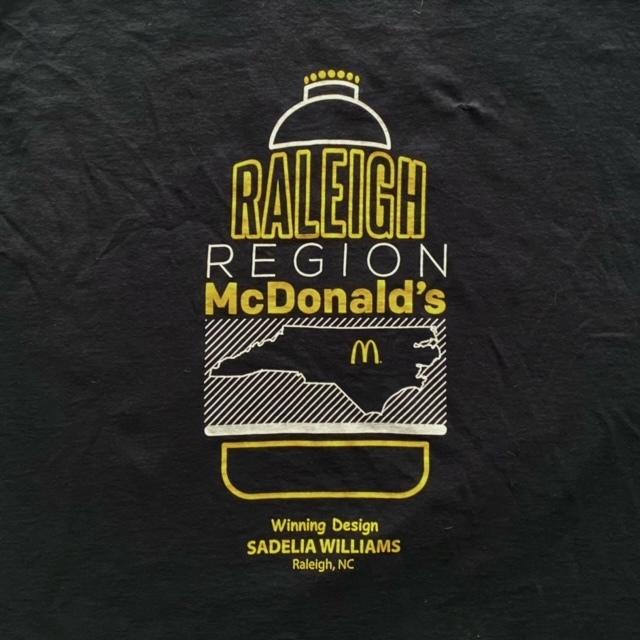 RALEIGH
REGION
McDonald's
M
Winning Design
SADELIA WILLIAMS
Raleigh, NC